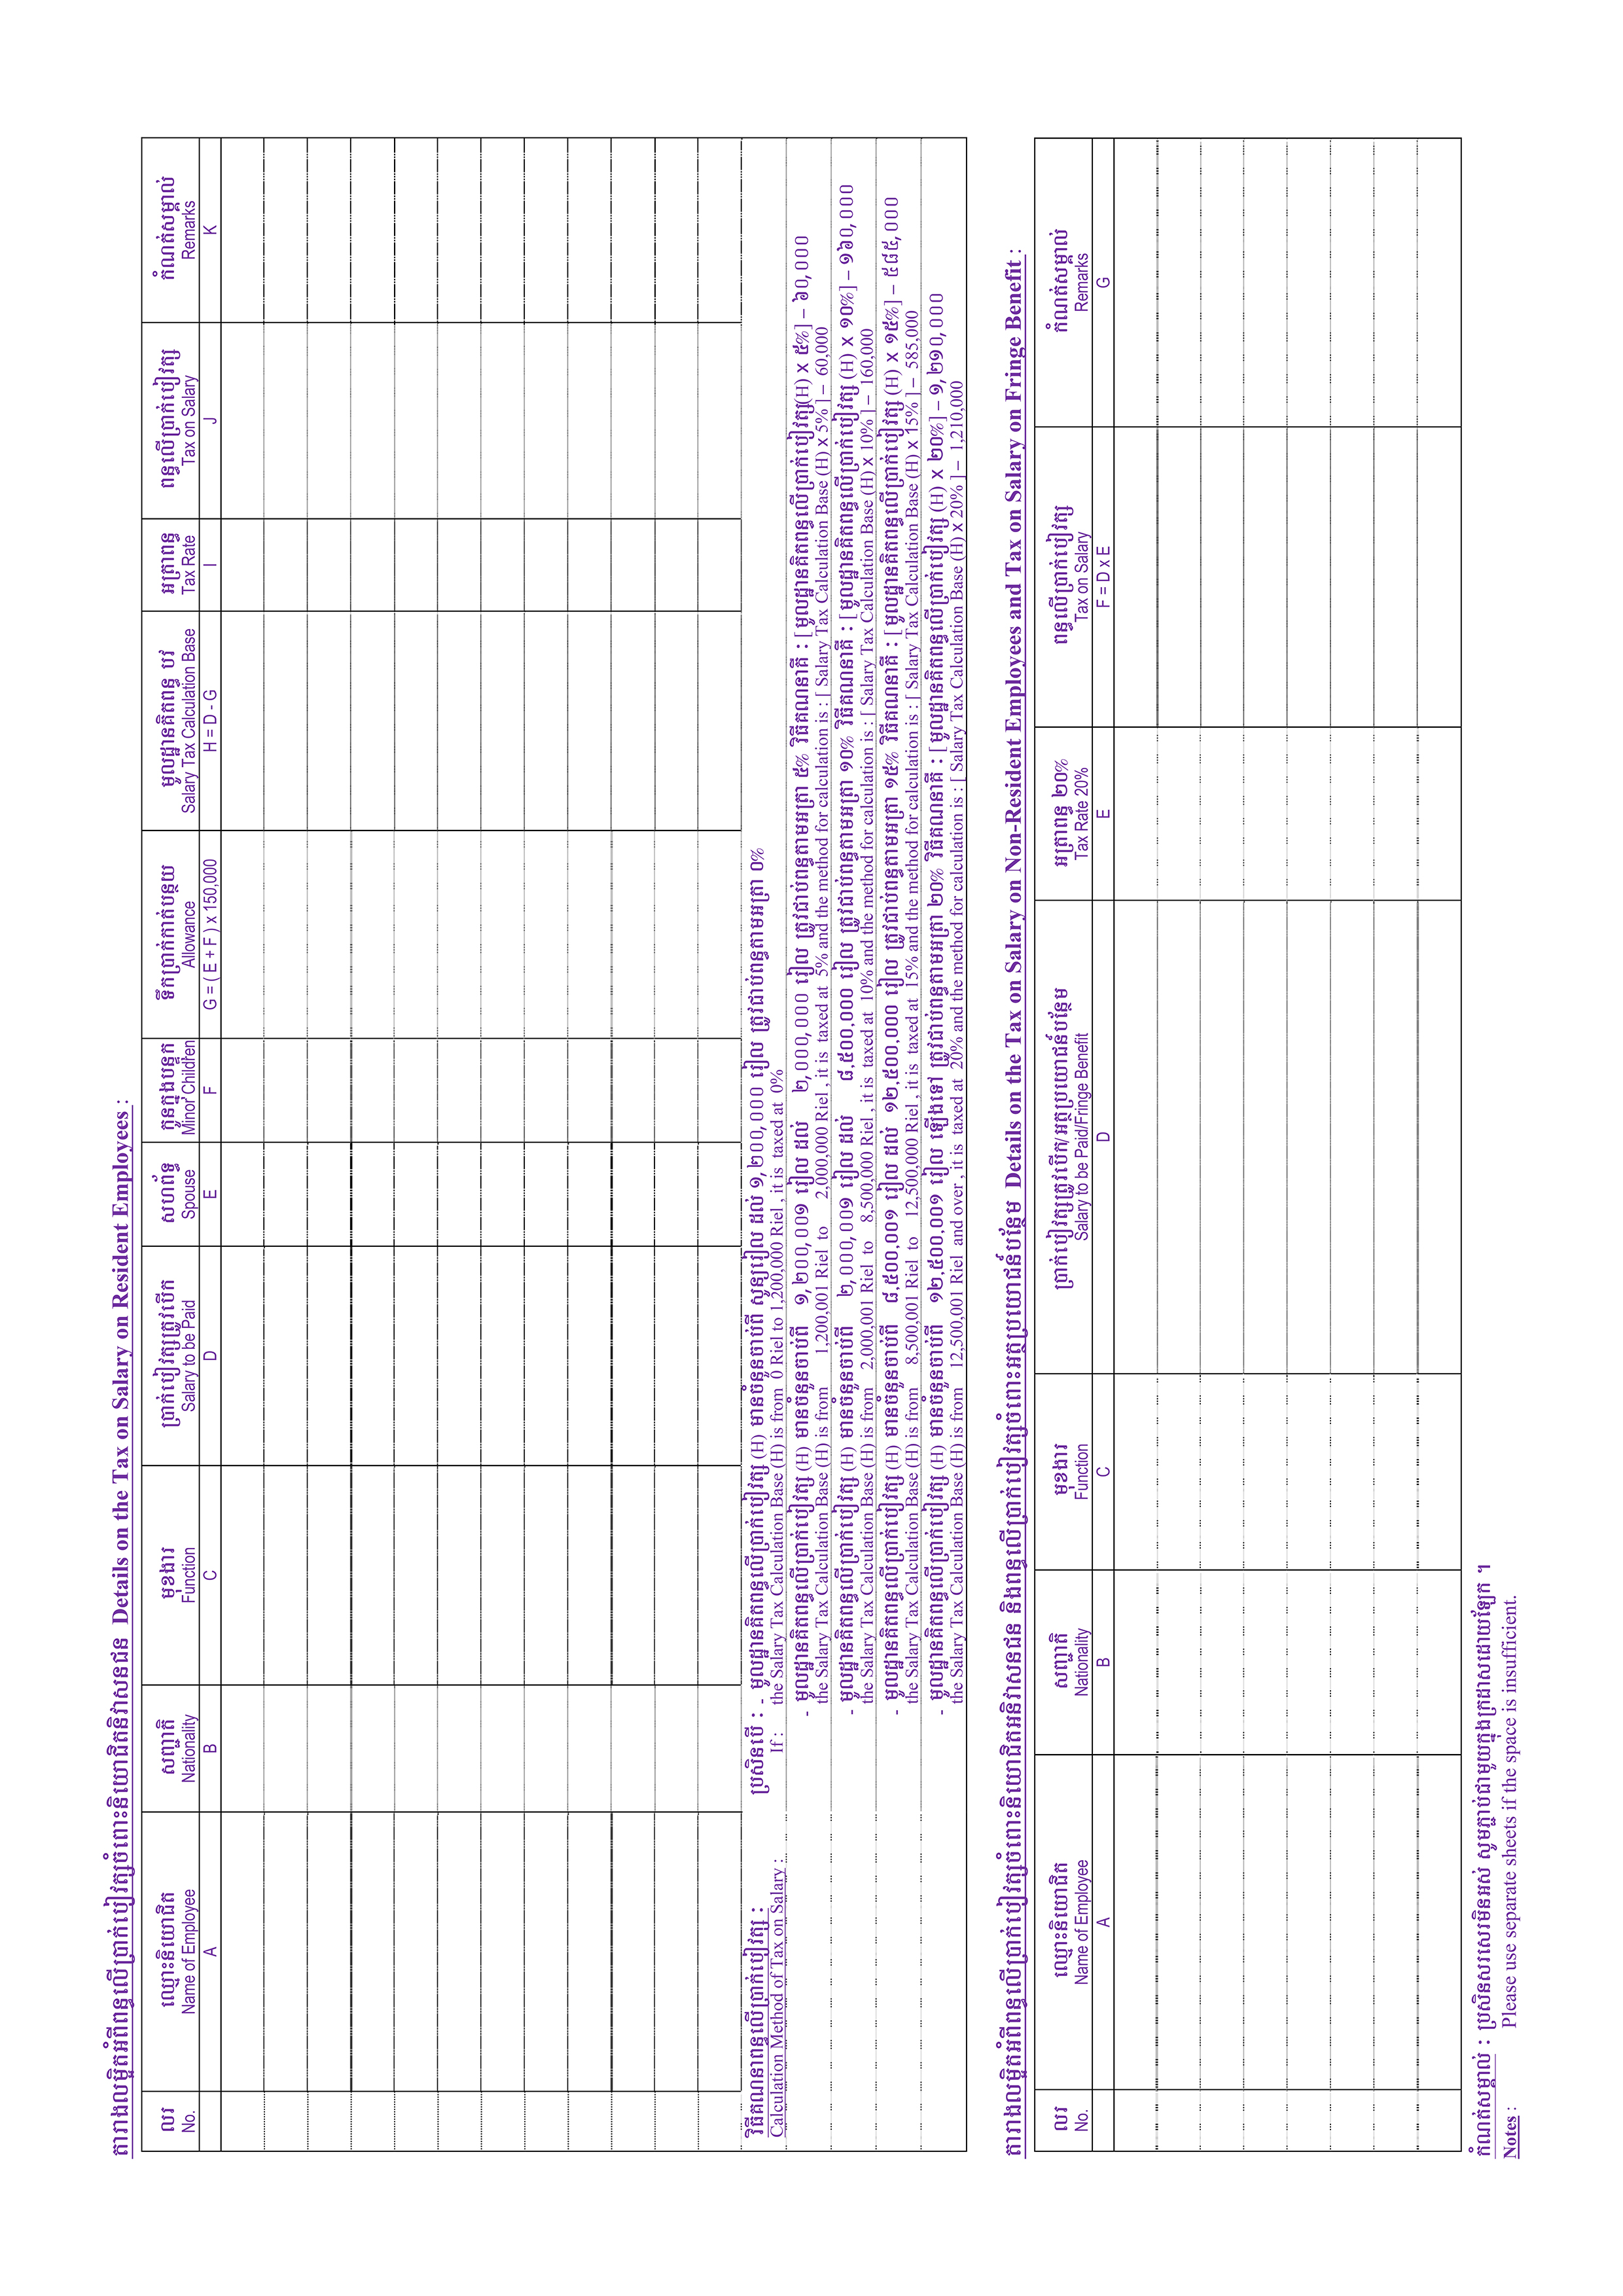 តារាងលម្អិតអំពីពន្ធលើប្រាក់បៀវត្សចំពោះនិយោជិតនិវាសនជន Details on the Tax on Salary on Resident Employees :
លរ ឈ្មោះនិយោជិត សញ្ជាតិ មុខងារ ប្រាក់បៀវត្សត្រូវបើក សហព័ទ្ធ កូនក្នុងបន្ទុក ទឹកប្រាក់កាត់បន្ថយ មូលដ្ឋានគិតពន្ធ បវ អត្រាពន្ធ ពន្ធលើប្រាក់បៀវត្ស កំណត់សម្គាល់
No. Name of Employee Nationality Function Salary to be Paid Spouse Minor Children Allowance Salary Tax Calculation Base Tax Rate Tax on Salary Remarks
A B C D E F G = ( E + F ) x 150,000 H = D - G I J K
វិធីគណនាពន្ធលើប្រាក់បៀវត្ស : ប្រសិនបើ : - មូលដ្ឋានគិតពន្ធលើប្រាក់បៀវត្ស (H) មានចំនួនចាប់ពី សូន្យរៀល ដល់ ១,២០០,០០០ រៀល ត្រូវជាប់ពន្ធតាមអត្រា 0%
Calculation Method of Tax on Salary : If : the Salary Tax Calculation Base (H) is from 0 Riel to 1,200,000 Riel , it is taxed at 0%
- មូលដ្ឋានគិតពន្ធលើប្រាក់បៀវត្ស (H) មានចំនួនចាប់ពី ១,២០០,០០១ រៀល ដល់ ២,០០០,០០០ រៀល ត្រូវជាប់ពន្ធតាមអត្រា ៥% វិធីគណនាគឺ : [ មូលដ្ឋានគិតពន្ធលើប្រាក់បៀវត្ស(H) x ៥%] – ៦០,០០០
the Salary Tax Calculation Base (H) is from 1,200,001 Riel to 2,000,000 Riel , it is taxed at 5% and the method for calculation is : [ Salary Tax Calculation Base (H) x 5% ] – 60,000
- មូលដ្ឋានគិតពន្ធលើប្រាក់បៀវត្ស (H) មានចំនួនចាប់ពី ២,០០០,០០១ រៀល ដល់ ៨.៥០០.០០០ រៀល ត្រូវជាប់ពន្ធតាមអត្រា ១០% វិធីគណនាគឺ : [ មូលដ្ឋានគិតពន្ធលើប្រាក់បៀវត្ស (H) x ១០%] – ១៦០,០០០
the Salary Tax Calculation Base (H) is from 2,000,001 Riel to 8,500,000 Riel , it is taxed at 10% and the method for calculation is : [ Salary Tax Calculation Base (H) x 10% ] – 160,000
- មូលដ្ឋានគិតពន្ធលើប្រាក់បៀវត្ស (H) មានចំនួនចាប់ពី ៨.៥០០.០០១ រៀល ដល់ ១២.៥០០.០០០ រៀល ត្រូវជាប់ពន្ធតាមអត្រា ១៥% វិធីគណនាគឺ : [ មូលដ្ឋានគិតពន្ធលើប្រាក់បៀវត្ស (H) x ១៥%] – ៥៨៥,០០០
the Salary Tax Calculation Base (H) is from 8,500,001 Riel to 12,500,000 Riel , it is taxed at 15% and the method for calculation is : [ Salary Tax Calculation Base (H) x 15% ] – 585,000
- មូលដ្ឋានគិតពន្ធលើប្រាក់បៀវត្ស (H) មានចំនួនចាប់ពី ១២.៥០០.០០១ រៀល ឡើងទៅ ត្រូវជាប់ពន្ធតាមអត្រា ២០% វិធីគណនាគឺ : [ មូលដ្ឋានគិតពន្ធលើប្រាក់បៀវត្ស (H) x ២០%] – ១,២១០,០០០
the Salary Tax Calculation Base (H) is from 12,500,001 Riel and over , it is taxed at 20% and the method for calculation is : [ Salary Tax Calculation Base (H) x 20% ] – 1,210,000
តារាងលម្អិតអំពីពន្ធលើប្រាក់បៀវត្សចំពោះនិយោជិតអនិវាសនជន និងពន្ធលើប្រាក់បៀវត្សចំពោះអត្ថប្រយោជន៍បន្ថែម Details on the Tax on Salary on Non-Resident Employees and Tax on Salary on Fringe Benefit :
លរ ឈ្មោះនិយោជិត សញ្ជាតិ មុខងារ ប្រាក់បៀវត្សត្រូវបើក/អត្ថប្រយោជន៍បន្ថែម អត្រាពន្ធ ២០% ពន្ធលើប្រាក់បៀវត្ស កំណត់សម្គាល់
No. Name of Employee Nationality Function Salary to be Paid/Fringe Benefit Tax Rate 20% Tax on Salary Remarks
A B C D E F = D x E G
កំណត់សម្គាល់ : ប្រសិនសរសេរមិនអស់ សូមភ្ជាប់ជាមួយក្នុងក្រដាសដោយឡែក ។
Notes : Please use separate sheets if the space is insufficient.